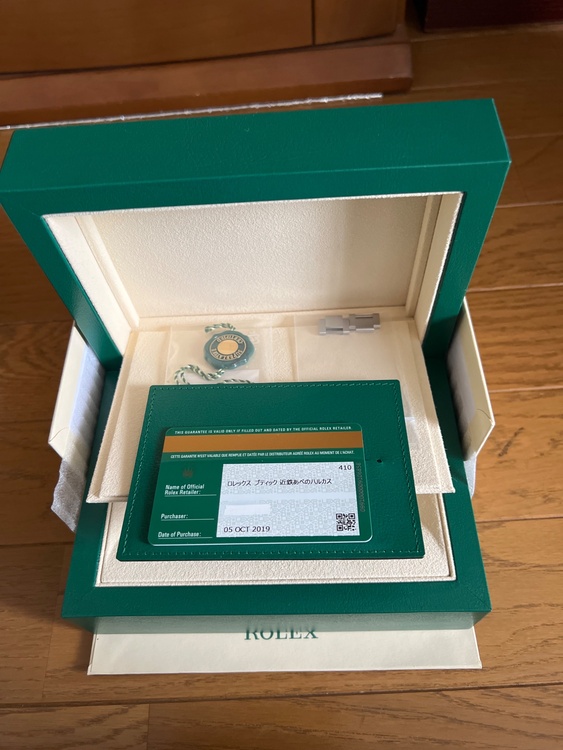 THIS GUARANTEE IS VALID ONLY IF FILLED OUT AND DATED BY THE OFFICIAL ROLEX RETAILER.
CETTE GARANTIE N'EST VALABLE QUE REMPLIE ET DATÉE PAR LE DISTRIBUTEUR AGRÉÉ ROLEX AU MOMENT DE L'ACHAT.
410
Name of Official
Rolex Retailer:
ロレックス ブティック 近鉄あべのハルカス
Purchaser:
Date of Purchase:
05 OCT 2019
ROLEX